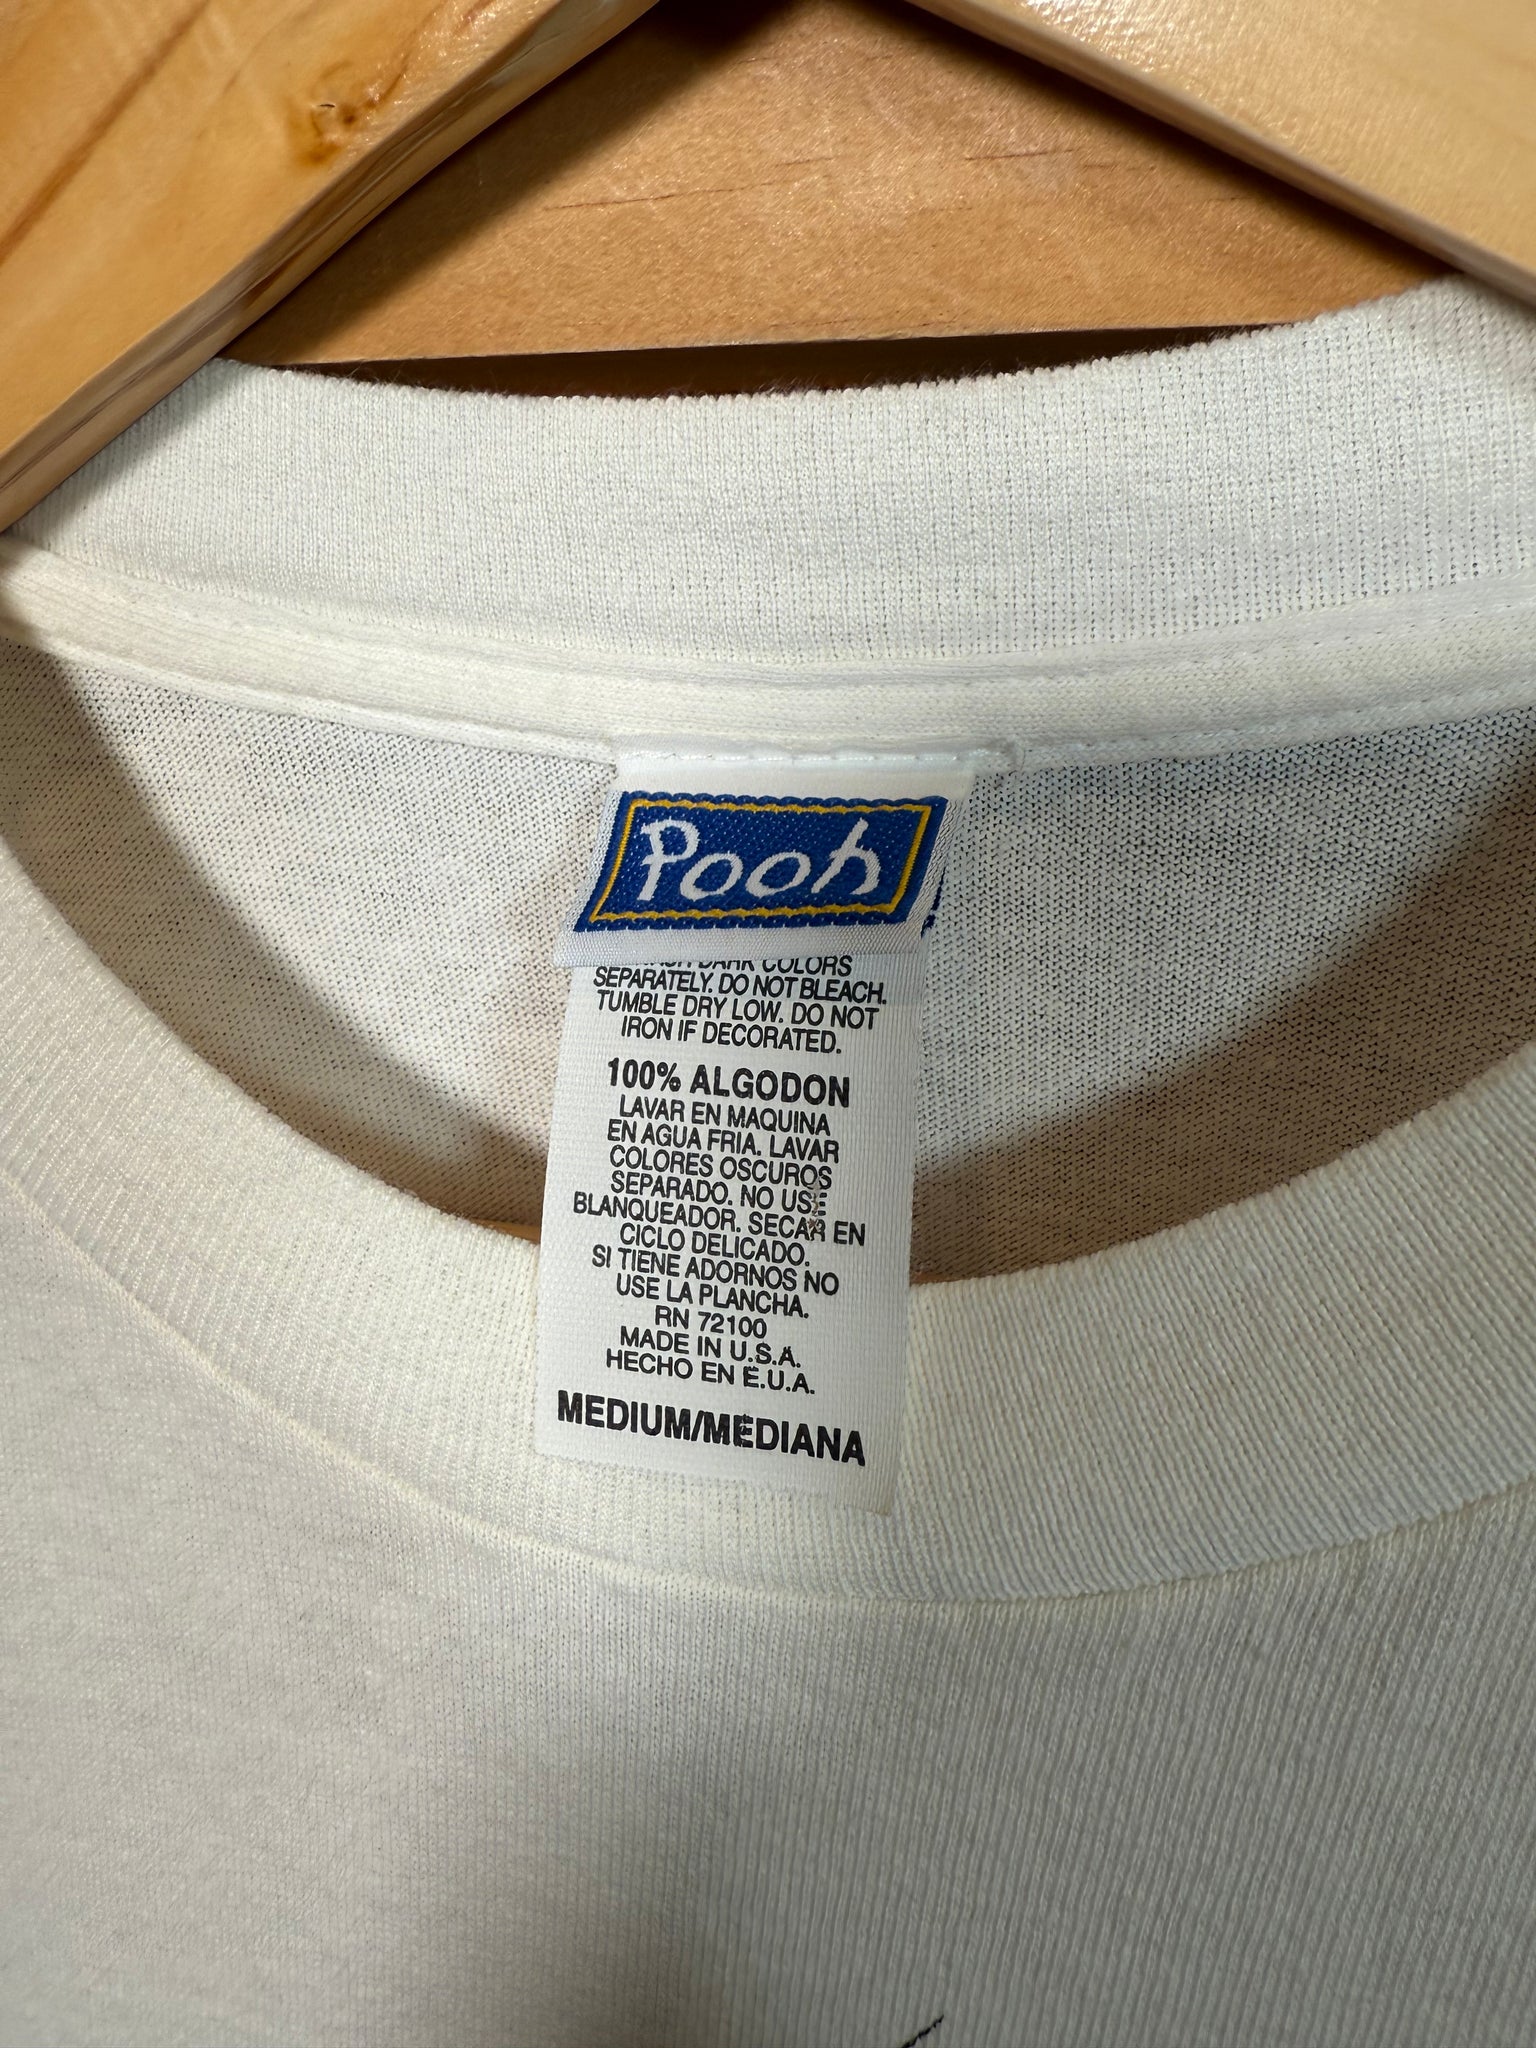 Pooh
DARK COLORS
SEPARATELY. DO NOT BLEACH.
TUMBLE DRY LOW. DO NOT
IRON IF DECORATED.
100% ALGODON
LAVAR EN MAQUINA
EN AGUA FRIA. LAVAR
COLORES OSCUROS
SEPARADO. NO USE
BLANQUEADOR. SECAR EN
CICLO DELICADO.
SI TIENE ADORNOS NO
USE LA PLANCHA.
RN 72100
MADE IN U.S.A.
HECHO EN E.U.A.
MEDIUM/MEDIANA